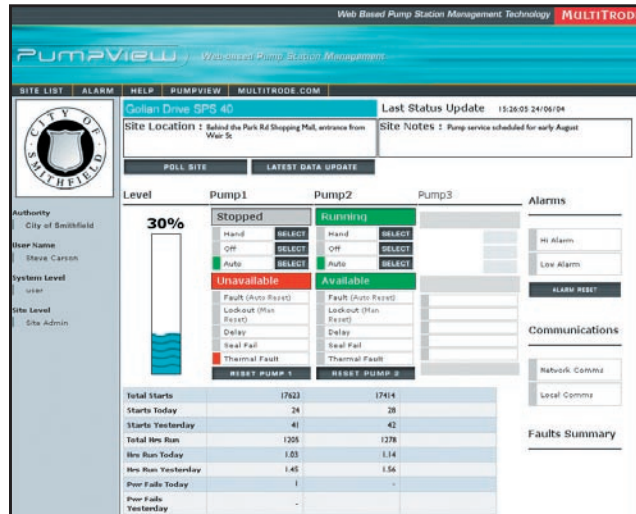 Web Based Pump Station Management Technology MULTITROD
PUMPVIEW Web Based Pump Station Management
SITE LIST ALARM HELP PUMPVIEW MULTITRODE.COM
CITY OF SMITHFIELD
Golian Drive SPS 40 Last Status Update 15:26:05 24/06/04
Site Location : Behind the Park Rd Shopping Mall, entrance from Weir St
Site Notes : Pump service scheduled for early August
POLL SITE LATEST DATA UPDATE
Authority
City of Smithfield
User Name
Steve Carson
System Level
user
Site Level
Site Admin
Level Pump1 Pump2 Pump3
30%
Stopped
Hand SELECT
Off SELECT
Auto SELECT
Unavailable
Fault (Auto Reset)
Lockout (Man
Reset)
Delay
Seal Fail
Thermal Fault
RESET PUMP 1
Running
Hand SELECT
Off SELECT
Auto SELECT
Available
Fault (Auto Reset)
Lockout (Man
Reset)
Delay
Seal Fail
Thermal Fault
RESET PUMP 2
Alarms
Hi Alarm
Low Alarm
ALARM RESET
Communications
Network Comms
Local Comms
Faults Summary
Total Starts 17623 17414
Starts Today 24 28
Starts Yesterday 41 42
Total Hrs Run 1205 1278
Hrs Run Today 1.03 1.14
Hrs Run Yesterday 1.45 1.56
Pwr Fails Today 1 -
Pwr Fails
Yesterday -